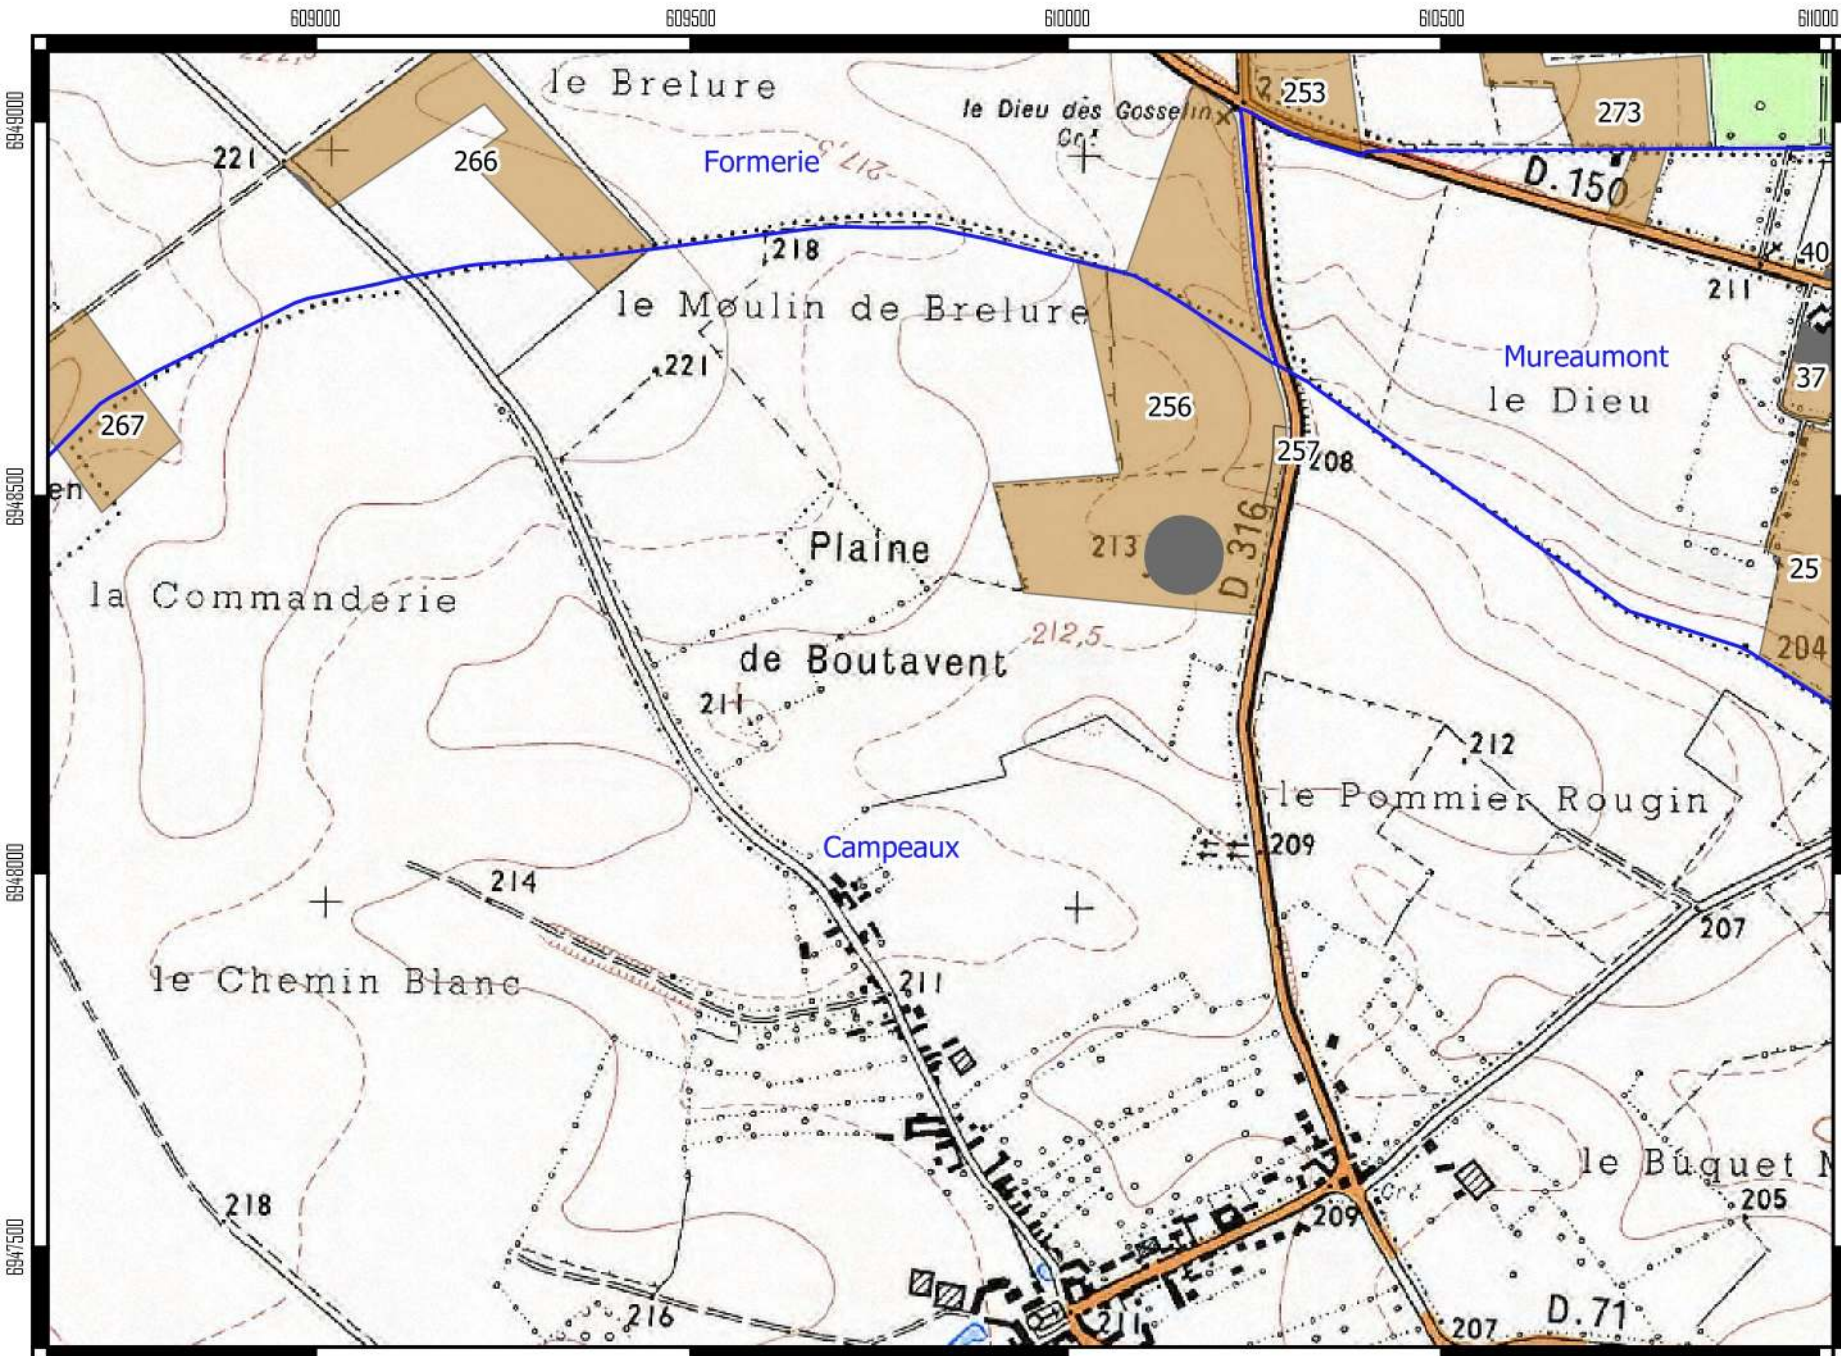 609000
609500
610000
610500
611000
6949000
6948500
6948000
6947500
le Brelure
le Dieu des Gosselin
2
253
273
Crx
221
266
Formerie
217,5
D. 150
218
40
211
le Moulin de Brelure
Mureaumont
221
le Dieu
37
256
267
257
208
en
Plaine
213
D 316
25
la Commanderie
212,5
204
de Boutavent
211
212
le Pommier Rougin
Campeaux
209
214
207
le Chemin Blanc
211
le Buquet M
218
205
209
216
211
207
D.71